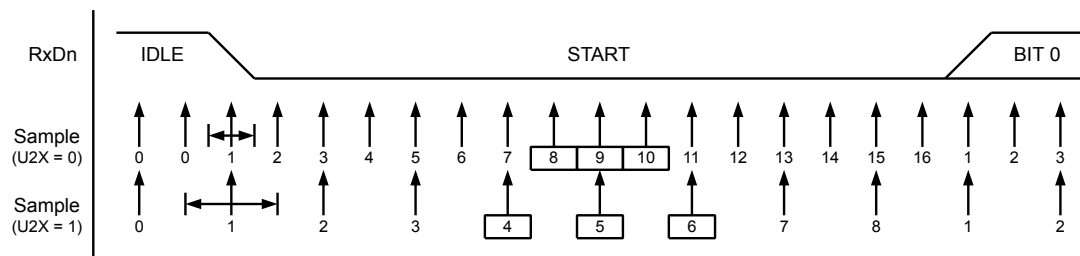 RxDn IDLE START BIT 0
Sample
(U2X = 0) 0 0 1 2 3 4 5 6 7 8 9 10 11 12 13 14 15 16 1 2 3
Sample
(U2X = 1) 0 1 2 3 4 5 6 7 8 1 2